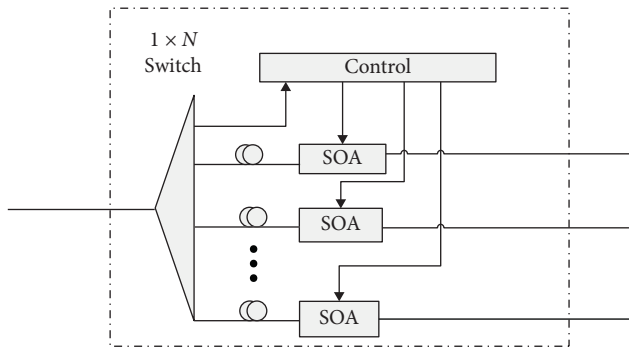 1 × N
Switch
Control
SOA
SOA
SOA